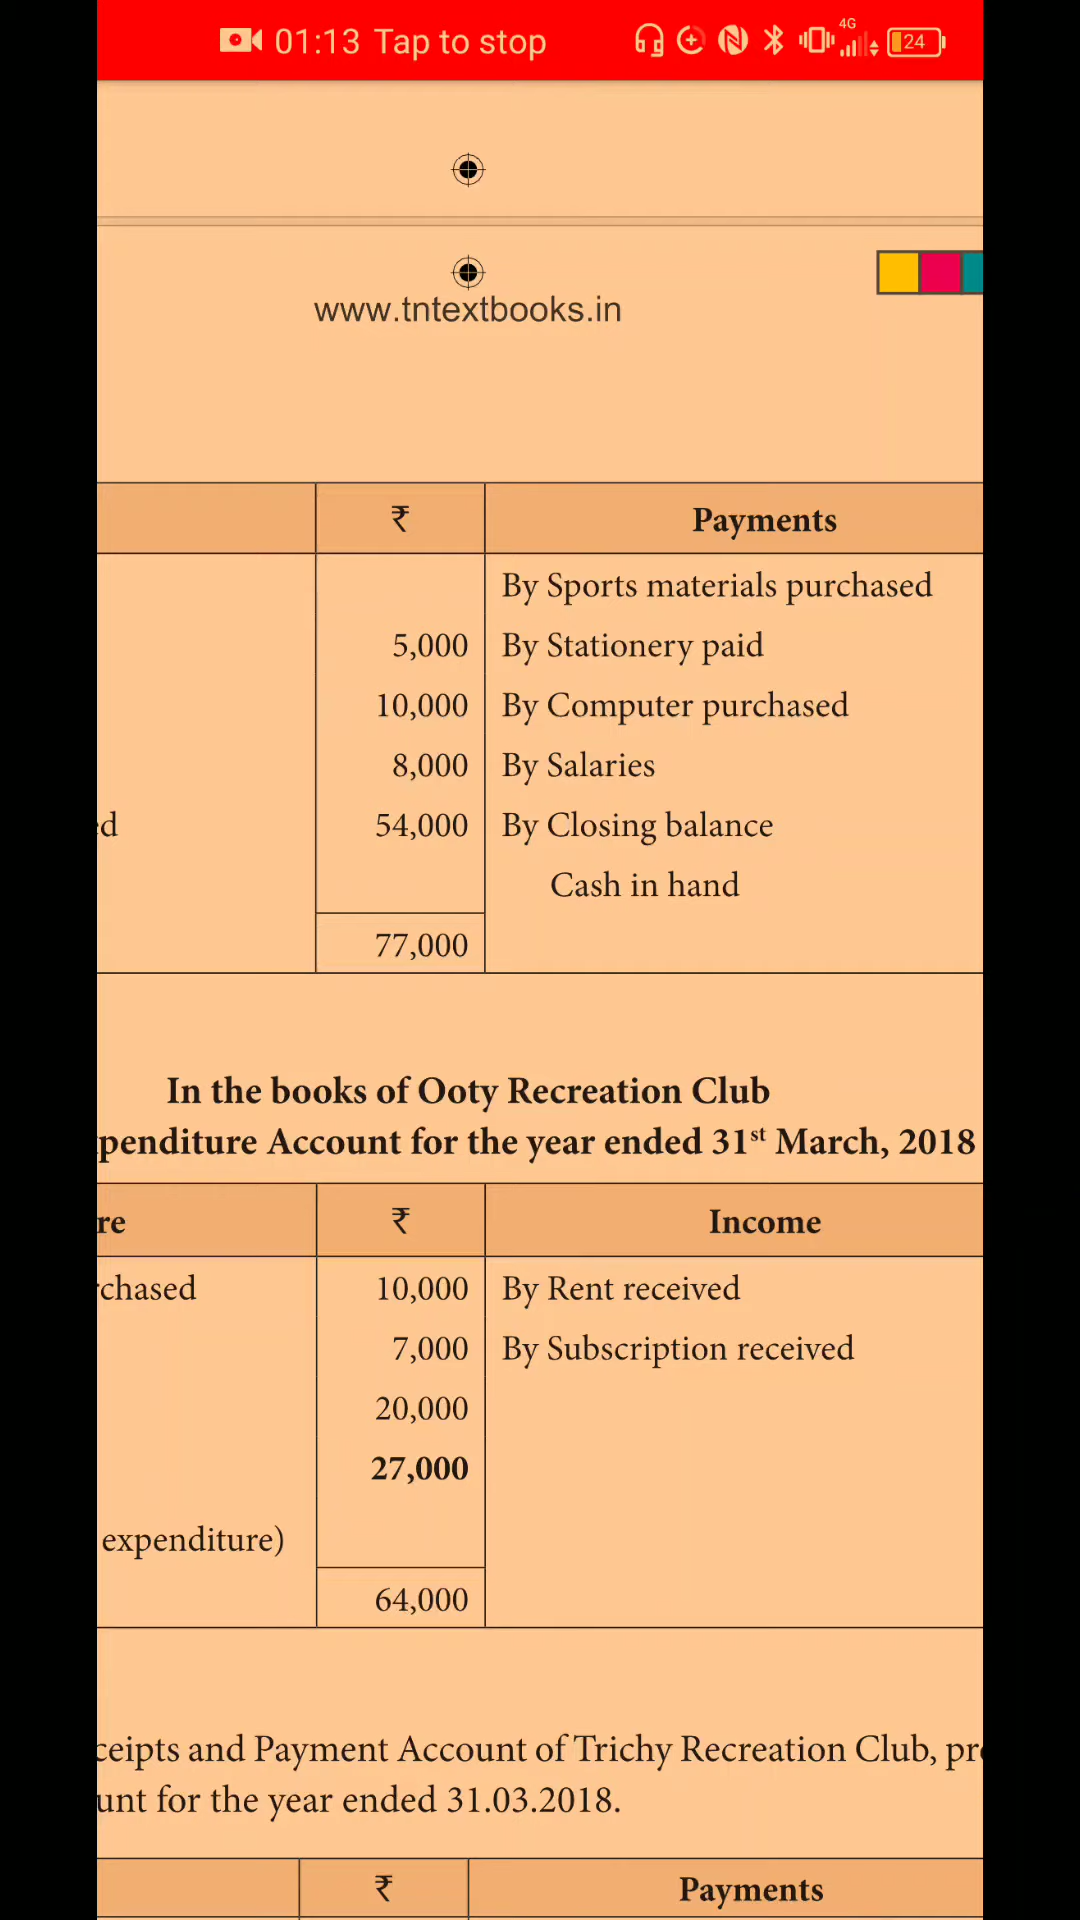 01:13 Tap to stop 4G 24
www.tntextbooks.in
₹ Payments
By Sports materials purchased
5,000 By Stationery paid
10,000 By Computer purchased
8,000 By Salaries
ed 54,000 By Closing balance
Cash in hand
77,000
In the books of Ooty Recreation Club
penditure Account for the year ended 31st March, 2018
re ₹ Income
rchased 10,000 By Rent received
7,000 By Subscription received
20,000
27,000
expenditure)
64,000
ceipts and Payment Account of Trichy Recreation Club, pre
unt for the year ended 31.03.2018.
₹ Payments